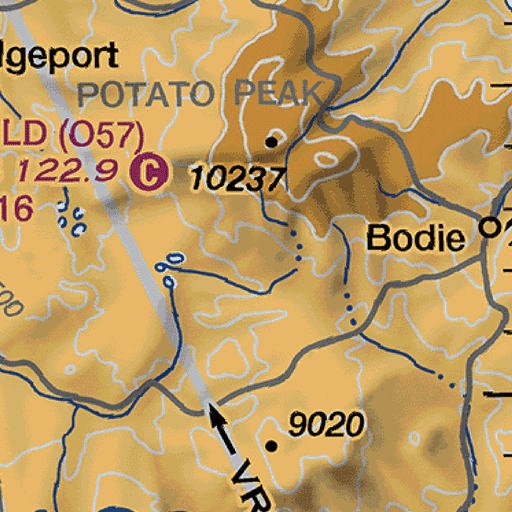 dgeport
POTATO PEAK
LD (O57)
122.9 C
10237
16
Bodie
9020
VR